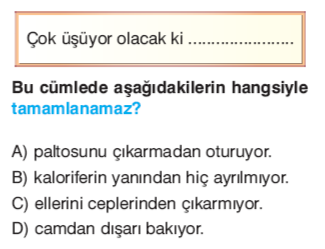 Çok üşüyor olacak ki .......................
Bu cümlede aşağıdakilerin hangsiyle
tamamlanamaz?
A) paltosunu çıkarmadan oturuyor.
B) kaloriferin yanından hiç ayrılmıyor.
C) ellerini ceplerinden çıkarmıyor.
D) camdan dışarı bakıyor.